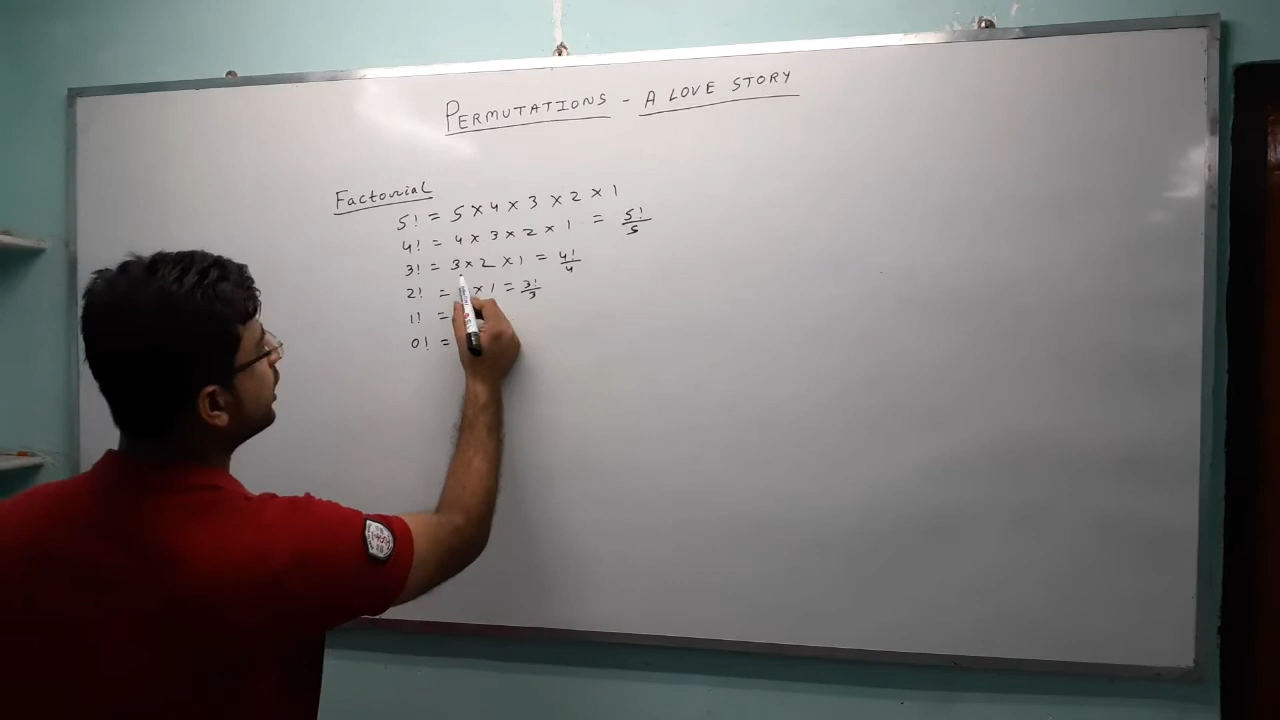 PERMUTATIONS - A LOVE STORY
Factorial
5! = 5 x 4 x 3 x 2 x 1
4! = 4 x 3 x 2 x 1 = 5!/5
3! = 3 x 2 x 1 = 4!/4
2! = x 1 = 3!/3
1! =
0! =